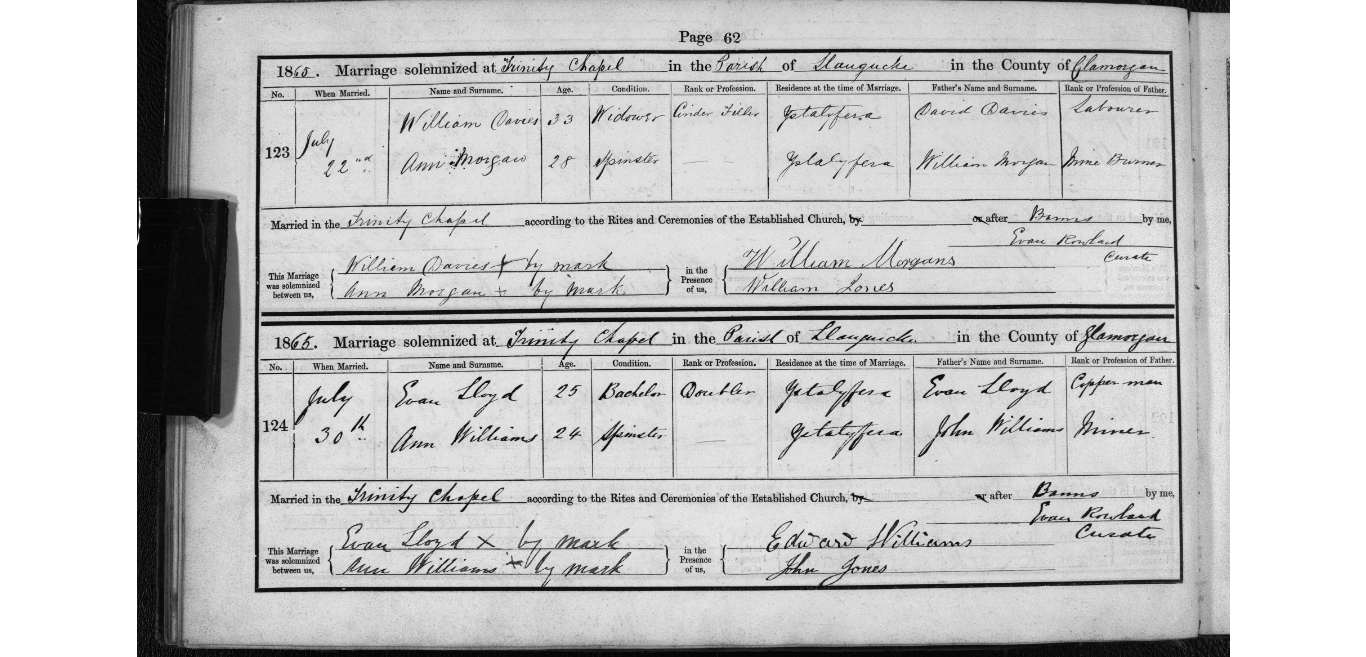 Page 62
1865. Marriage solemnized at Trinity Chapel in the Parish of Llanguicke in the County of Glamorgan
No. When Married. Name and Surname. Age. Condition. Rank or Profession. Residence at the time of Marriage. Father's Name and Surname. Rank or Profession of Father.
123 July 22nd. William Davies 33 Widower Cinder Filler Ystalyfera David Davies Labourer
Ann Morgan 28 Spinster — Ystalyfera William Morgan Mine Burner
Married in the Trinity Chapel according to the Rites and Ceremonies of the Established Church, by or after Banns by me,
Evan Rowland
Curate
This Marriage was solemnized between us, William Davies X by mark in the Presence of us, William Morgans
Ann Morgan X by mark William Jones
1865. Marriage solemnized at Trinity Chapel in the Parish of Llanguicke in the County of Glamorgan
No. When Married. Name and Surname. Age. Condition. Rank or Profession. Residence at the time of Marriage. Father's Name and Surname. Rank or Profession of Father.
124 July 30th. Evan Lloyd 25 Bachelor Doubler Ystalyfera Evan Lloyd Copper man
Ann Williams 24 Spinster — Ystalyfera John Williams Miner
Married in the Trinity Chapel according to the Rites and Ceremonies of the Established Church, by or after Banns by me,
Evan Rowland
Curate
This Marriage was solemnized between us, Evan Lloyd X by mark in the Presence of us, Edward Williams
Ann Williams X by mark John Jones